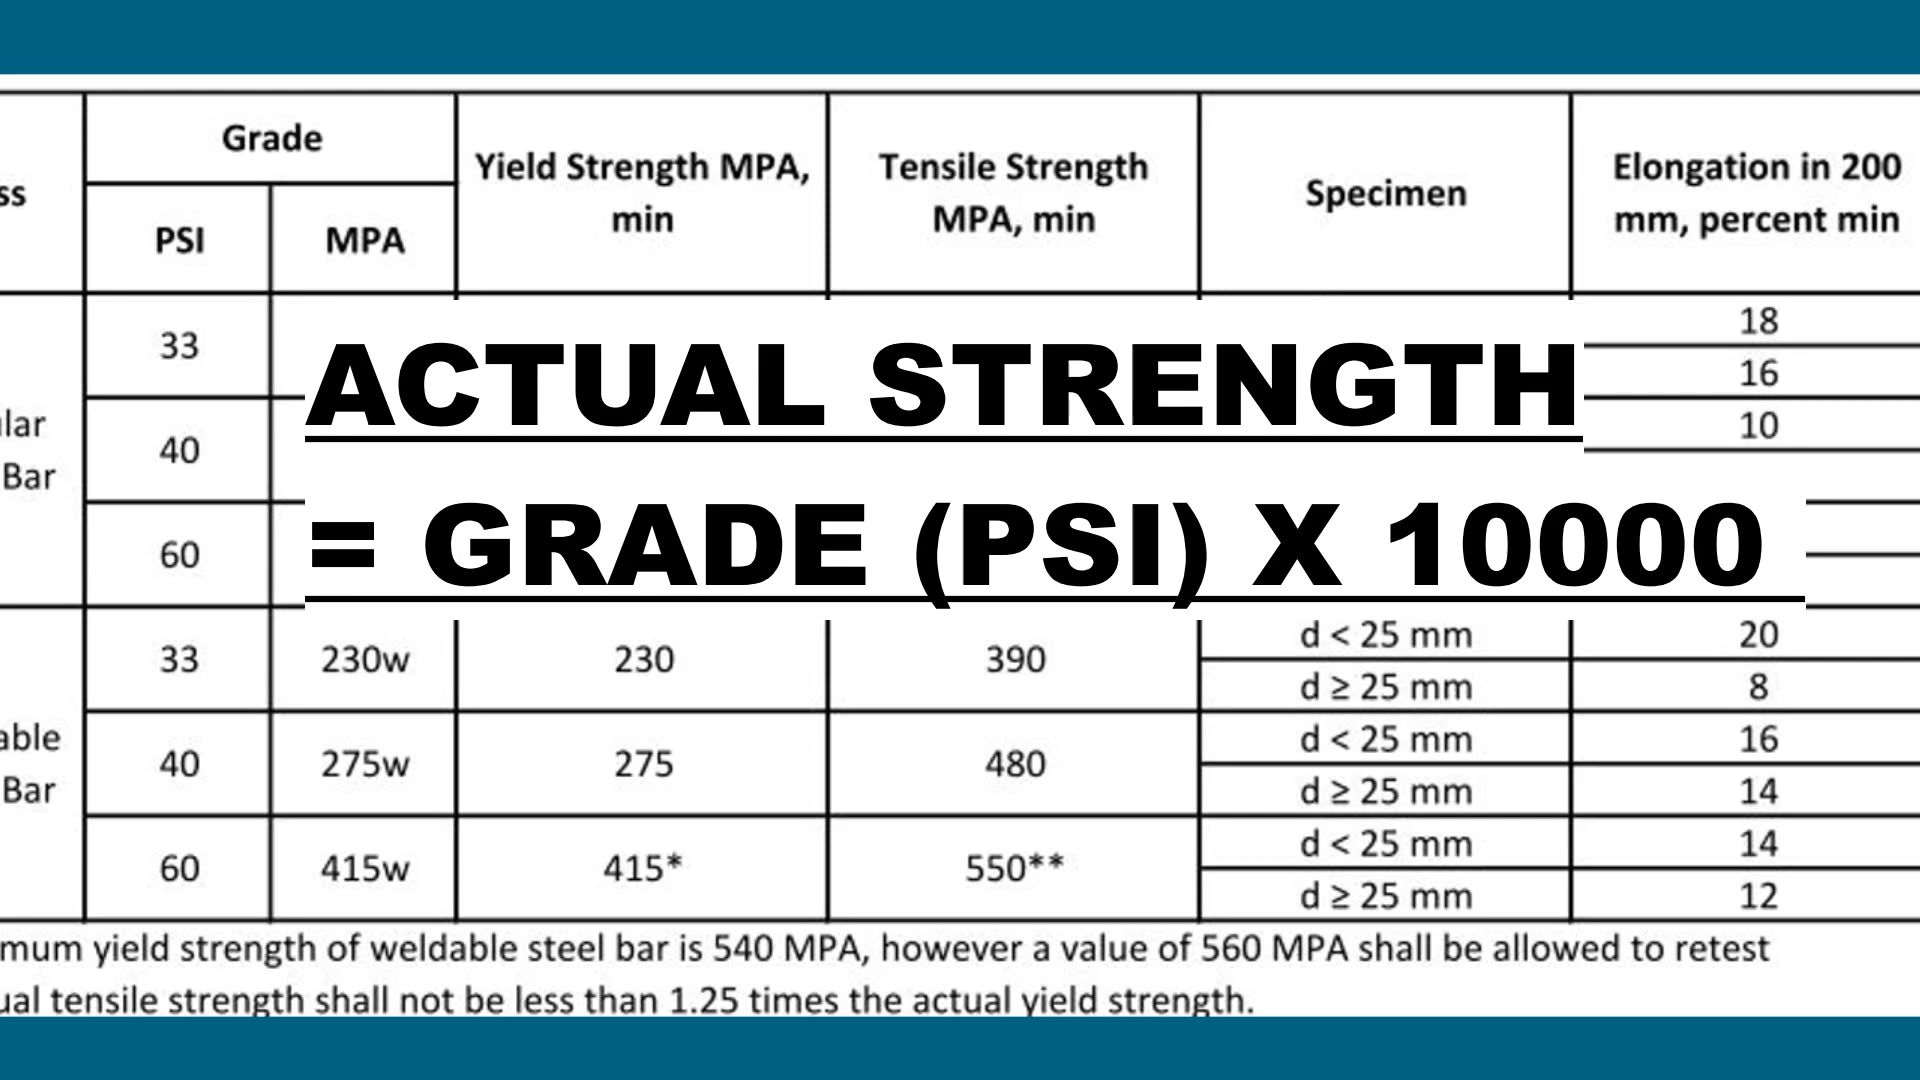 Grade
ss
PSI
MPA
Yield Strength MPA,
min
Tensile Strength
MPA, min
Specimen
Elongation in 200
mm, percent min
33
18
16
lar
Bar
40
10
60
ACTUAL STRENGTH
= GRADE (PSI) X 10000
33 230w 230 390 d < 25 mm 20
d ≥ 25 mm 8
able
Bar
40 275w 275 480 d < 25 mm 16
d ≥ 25 mm 14
60 415w 415* 550** d < 25 mm 14
d ≥ 25 mm 12
mum yield strength of weldable steel bar is 540 MPA, however a value of 560 MPA shall be allowed to retest
ual tensile strength shall not be less than 1.25 times the actual yield strength.